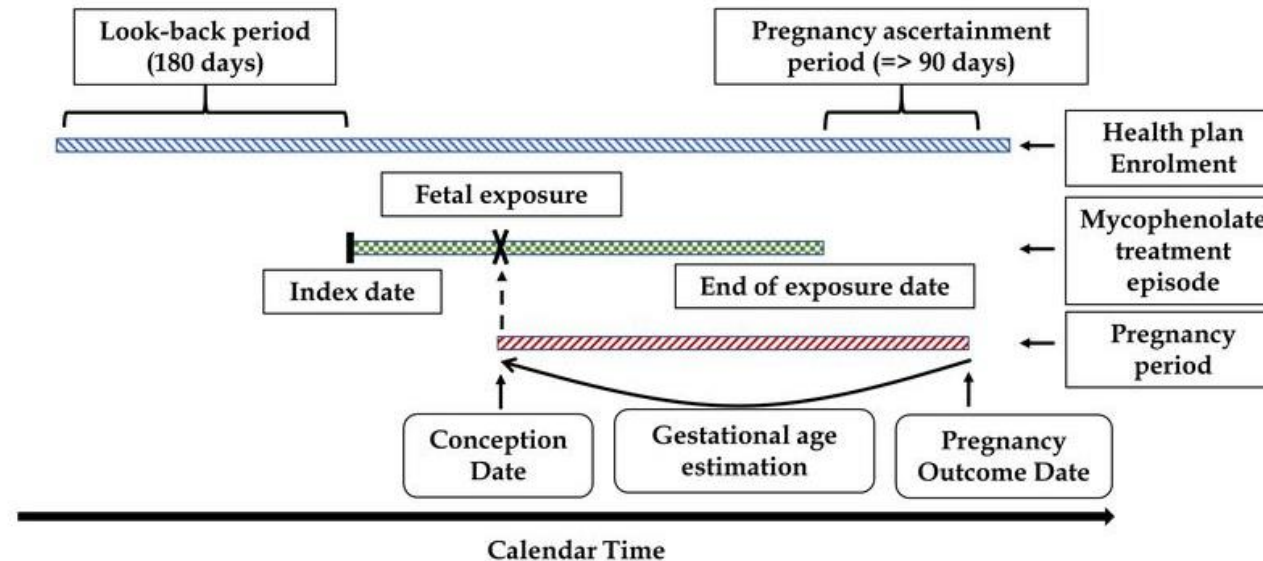 Look-back period
(180 days)
Pregnancy ascertainment
period (=> 90 days)
Health plan
Enrolment
Fetal exposure
Mycophenolate
treatment
episode
Index date
End of exposure date
Pregnancy
period
Conception
Date
Gestational age
estimation
Pregnancy
Outcome Date
Calendar Time